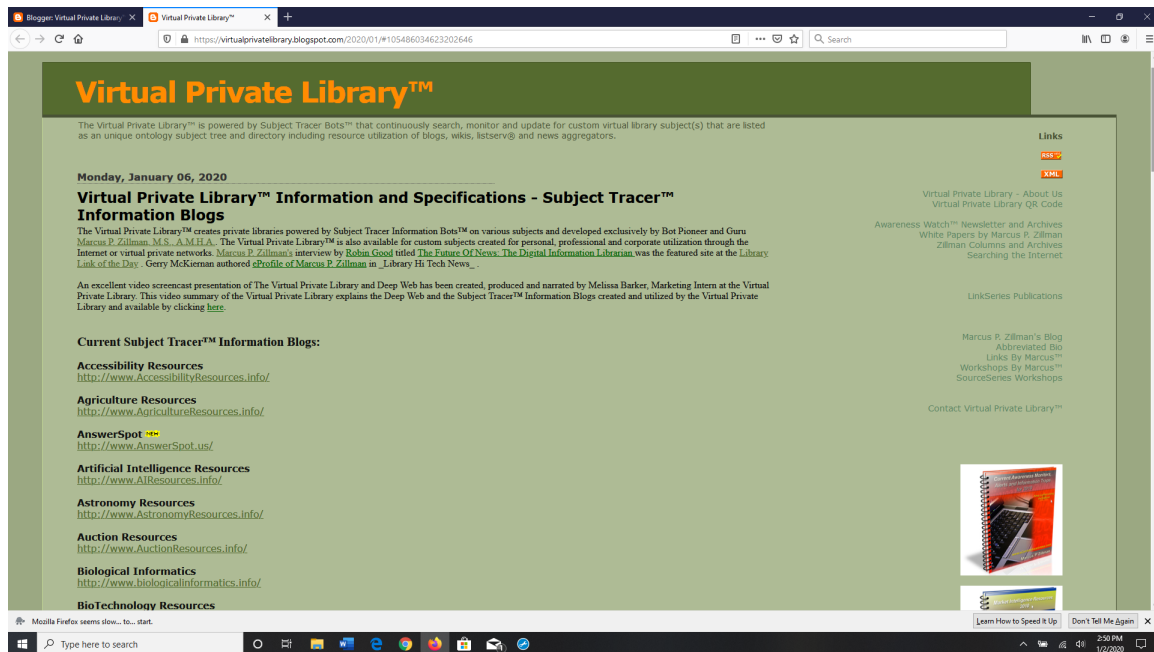 Blogger: Virtual Private Library
Virtual Private Library™
https://virtualprivatelibrary.blogspot.com/2020/01/#105486034623202646
Search
Virtual Private Library™
The Virtual Private Library™ is powered by Subject Tracer Bots™ that continuously search, monitor and update for custom virtual library subject(s) that are listed
as an unique ontology subject tree and directory including resource utilization of blogs, wikis, listserv® and news aggregators.
Monday, January 06, 2020
Virtual Private Library™ Information and Specifications - Subject Tracer™
Information Blogs
The Virtual Private Library™ creates private libraries powered by Subject Tracer Information Bots™ on various subjects and developed exclusively by Bot Pioneer and Guru
Marcus P. Zillman, M.S., A.M.H.A.. The Virtual Private Library™ is also available for custom subjects created for personal, professional and corporate utilization through the
Internet or virtual private networks. Marcus P. Zillman's interview by Robin Good titled The Future Of News: The Digital Information Librarian was the featured site at the Library
Link of the Day . Gerry McKiernan authored eProfile of Marcus P. Zillman in _Library Hi Tech News_ .
An excellent video screencast presentation of The Virtual Private Library and Deep Web has been created, produced and narrated by Melissa Barker, Marketing Intern at the Virtual
Private Library. This video summary of the Virtual Private Library explains the Deep Web and the Subject Tracer™ Information Blogs created and utilized by the Virtual Private
Library and available by clicking here.
Current Subject Tracer™ Information Blogs:
Accessibility Resources
http://www.AccessibilityResources.info/
Agriculture Resources
http://www.AgricultureResources.info/
AnswerSpot NEW
http://www.AnswerSpot.us/
Artificial Intelligence Resources
http://www.AIResources.info/
Astronomy Resources
http://www.AstronomyResources.info/
Auction Resources
http://www.AuctionResources.info/
Biological Informatics
http://www.biologicalinformatics.info/
BioTechnology Resources
Links
RSS
XML
Virtual Private Library - About Us
Virtual Private Library QR Code
Awareness Watch™ Newsletter and Archives
White Papers by Marcus P. Zillman
Zillman Columns and Archives
Searching the Internet
LinkSeries Publications
Marcus P. Zillman's Blog
Abbreviated Bio
Links By Marcus™
Workshops By Marcus™
SourceSeries Workshops
Contact Virtual Private Library™
Mozilla Firefox seems slow... to... start.
Learn How to Speed It Up
Don't Tell Me Again
Type here to search
2:50 PM
1/2/2020